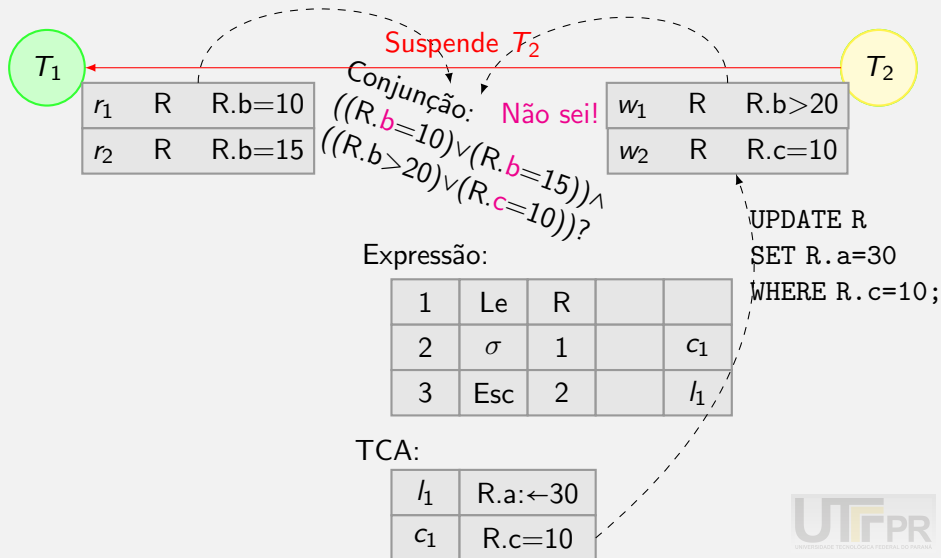 Suspende T₂
T₁
T₂
r₁ R R.b=10
r₂ R R.b=15
Conjunção:
((R.b=10)∨(R.b=15))∧
((R.b>20)∨(R.c=10))?
Não sei!
w₁ R R.b>20
w₂ R R.c=10
UPDATE R
SET R.a=30
WHERE R.c=10;
Expressão:
1 Le R
2 σ 1 c₁
3 Esc 2 l₁
TCA:
l₁ R.a:←30
c₁ R.c=10
UTFPR
UNIVERSIDADE TECNOLÓGICA FEDERAL DO PARANÁ